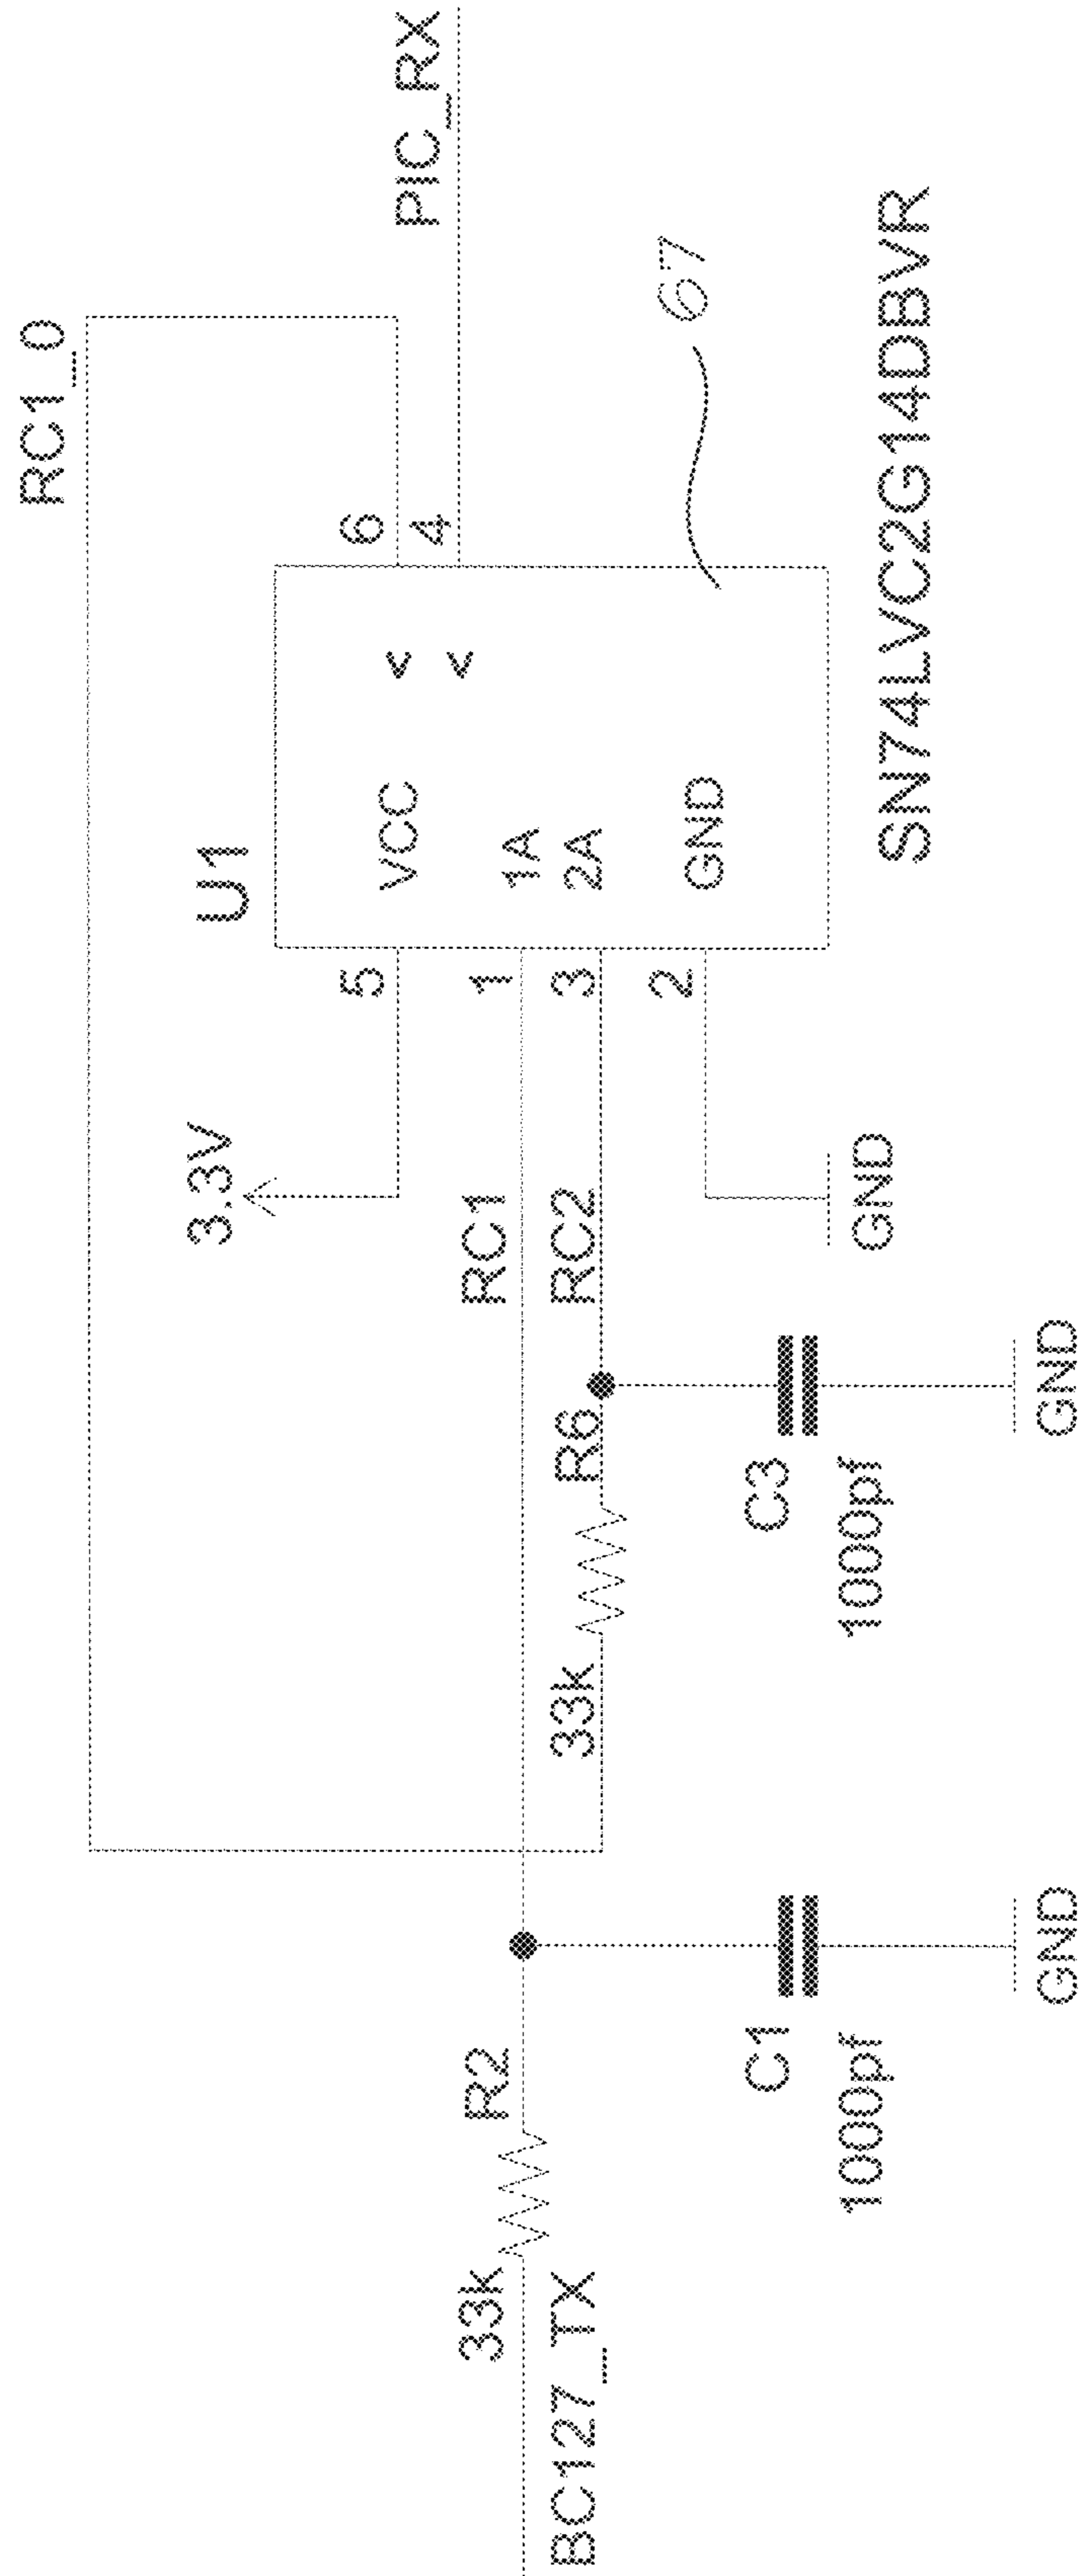 RC1_0
PIC_RX
U1
3.3V
5
VCC
6
4
<
<
RC1
1
1A
RC2
3
2A
2
GND
GND
67
SN74LVC2G14DBVR
R2
33k
BC127_TX
R6
33k
C1
1000pf
GND
C3
1000pf
GND